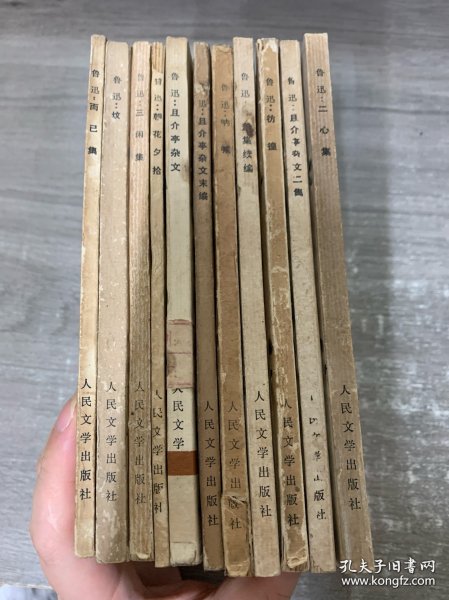 鲁迅：而已集
人民文学出版社
鲁迅：坟
人民文学出版社
鲁迅：三闲集
人民文学出版社
鲁迅：朝花夕拾
人民文学出版社
鲁迅：且介亭杂文
人民文学
鲁迅：且介亭杂文末编
人民文学出版社
鲁迅：呐喊
人民文学出版社
集续编
人民文学出版社
鲁迅：彷徨
人民文学出版社
鲁迅：且介亭杂文二集
出版社
鲁迅：二心集
人民文学出版社
孔夫子旧书网
www.kongfz.com